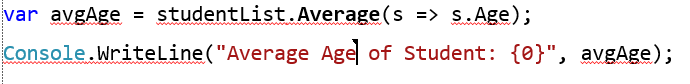 var avgAge = studentList.Average(s => s.Age);
Console.WriteLine("Average Age of Student: {0}", avgAge);